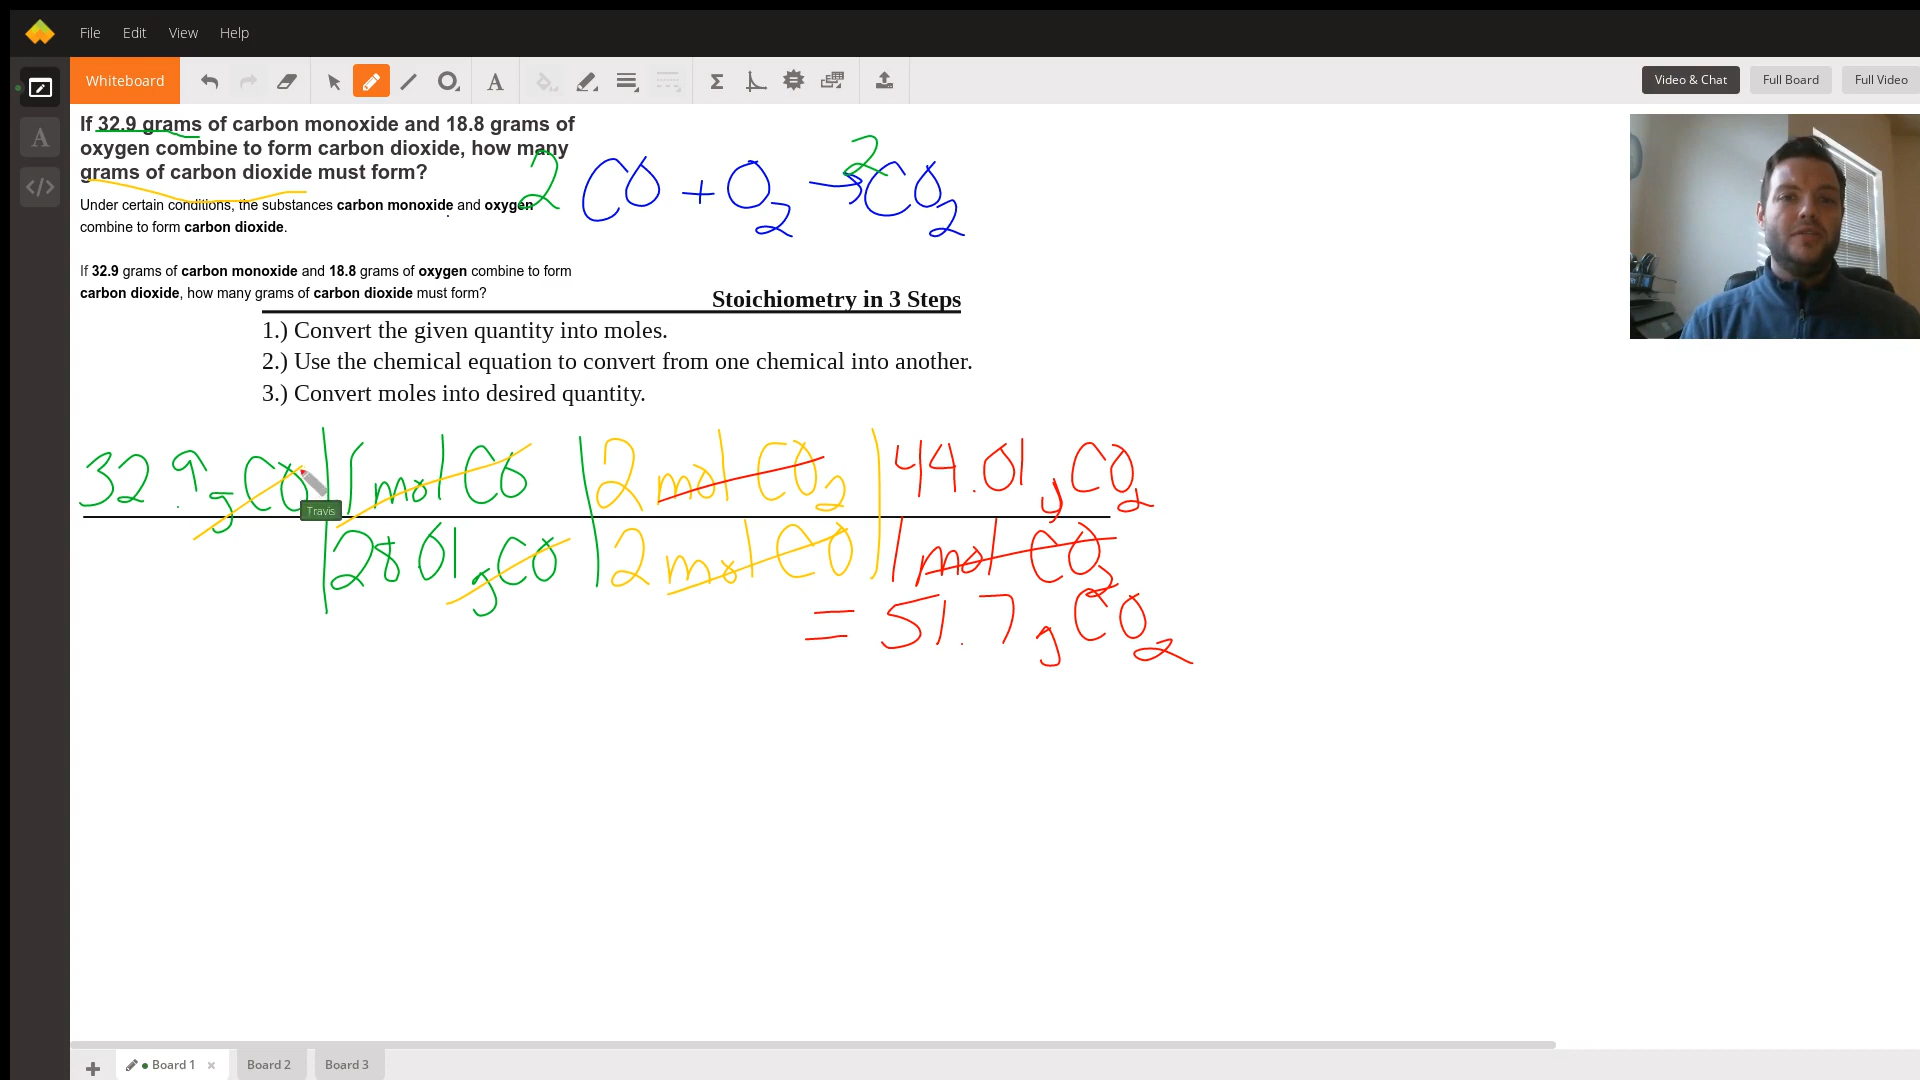 File Edit View Help
Whiteboard
A
Σ
Video & Chat Full Board Full Video
A
</>
If 32.9 grams of carbon monoxide and 18.8 grams of
oxygen combine to form carbon dioxide, how many
grams of carbon dioxide must form?
2 CO + O2 → 2 CO2
Under certain conditions, the substances carbon monoxide and oxygen
combine to form carbon dioxide.
If 32.9 grams of carbon monoxide and 18.8 grams of oxygen combine to form
carbon dioxide, how many grams of carbon dioxide must form?
Stoichiometry in 3 Steps
1.) Convert the given quantity into moles.
2.) Use the chemical equation to convert from one chemical into another.
3.) Convert moles into desired quantity.
32.9 g CO | 1 mol CO | 2 mol CO2 | 44.01 g CO2
Travis
28 01 g CO | 2 mol CO | 1 mol CO2
= 51.7 g CO2
+ Board 1 × Board 2 Board 3